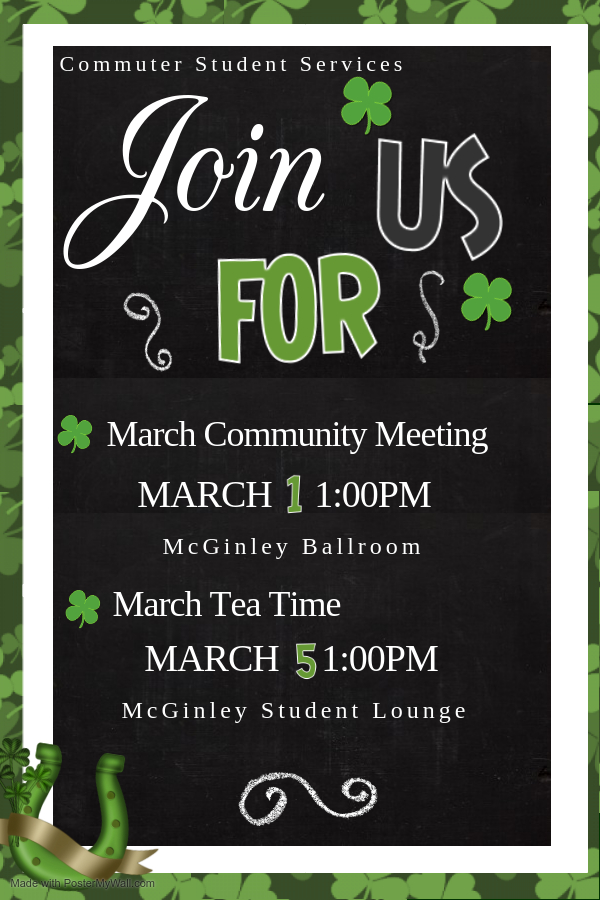 Commuter Student Services
Join US
FOR
March Community Meeting
MARCH 1 1:00PM
McGinley Ballroom
March Tea Time
MARCH 5 1:00PM
McGinley Student Lounge
Made with PosterMyWall.com